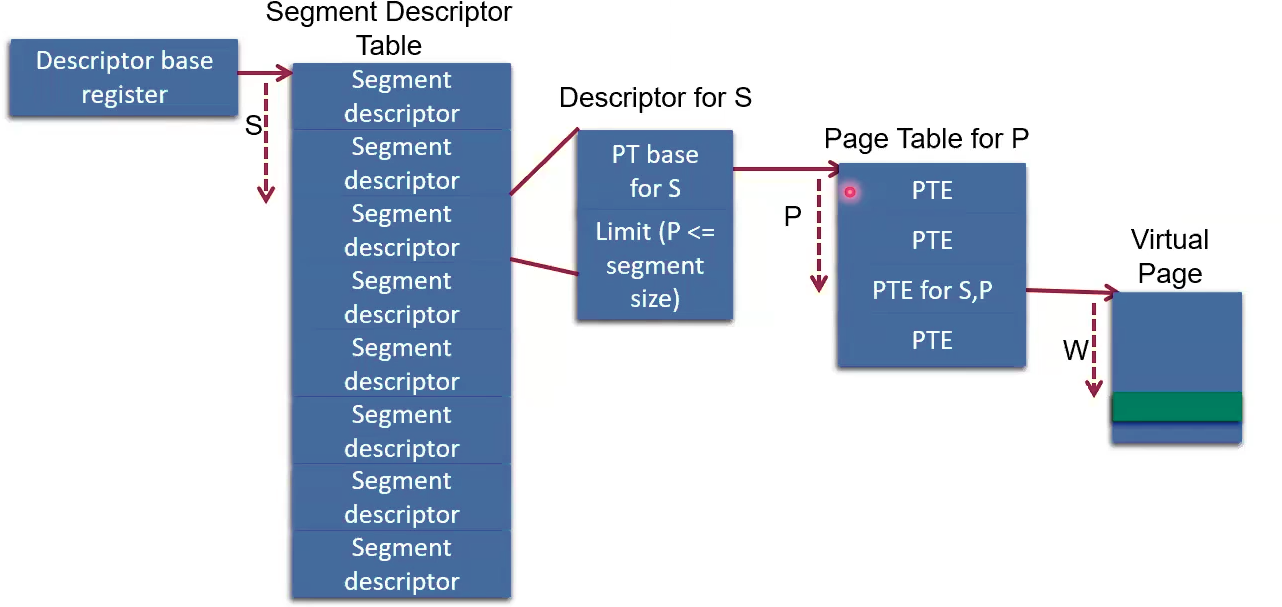 Segment Descriptor
Table
Descriptor base
register
S
Segment
descriptor
Segment
descriptor
Segment
descriptor
Segment
descriptor
Segment
descriptor
Segment
descriptor
Segment
descriptor
Segment
descriptor
Descriptor for S
PT base
for S
Limit (P <=
segment
size)
Page Table for P
P
PTE
PTE
PTE for S,P
PTE
Virtual
Page
W